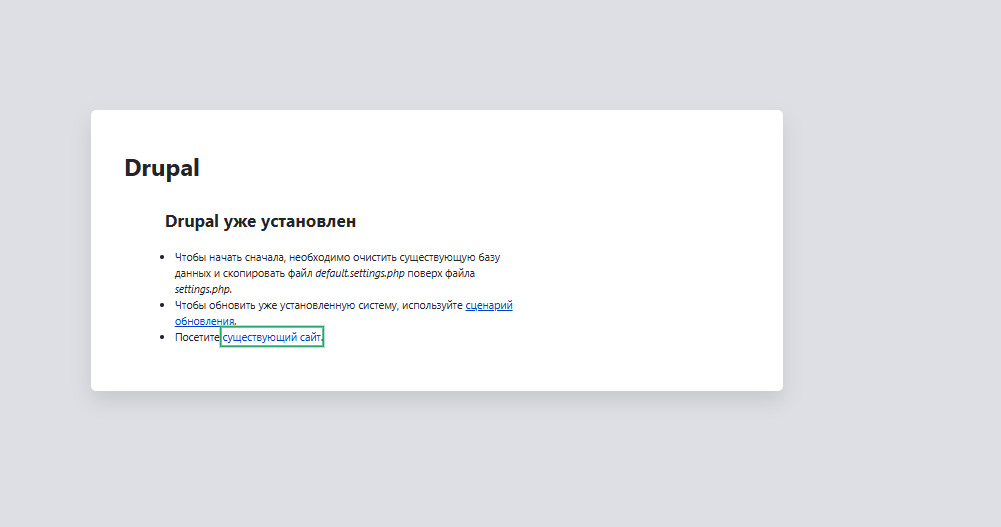 Drupal
Drupal уже установлен
Чтобы начать сначала, необходимо очистить существующую базу
данных и скопировать файл default.settings.php поверх файла
settings.php.
Чтобы обновить уже установленную систему, используйте сценарий
обновления.
Посетите существующий сайт.